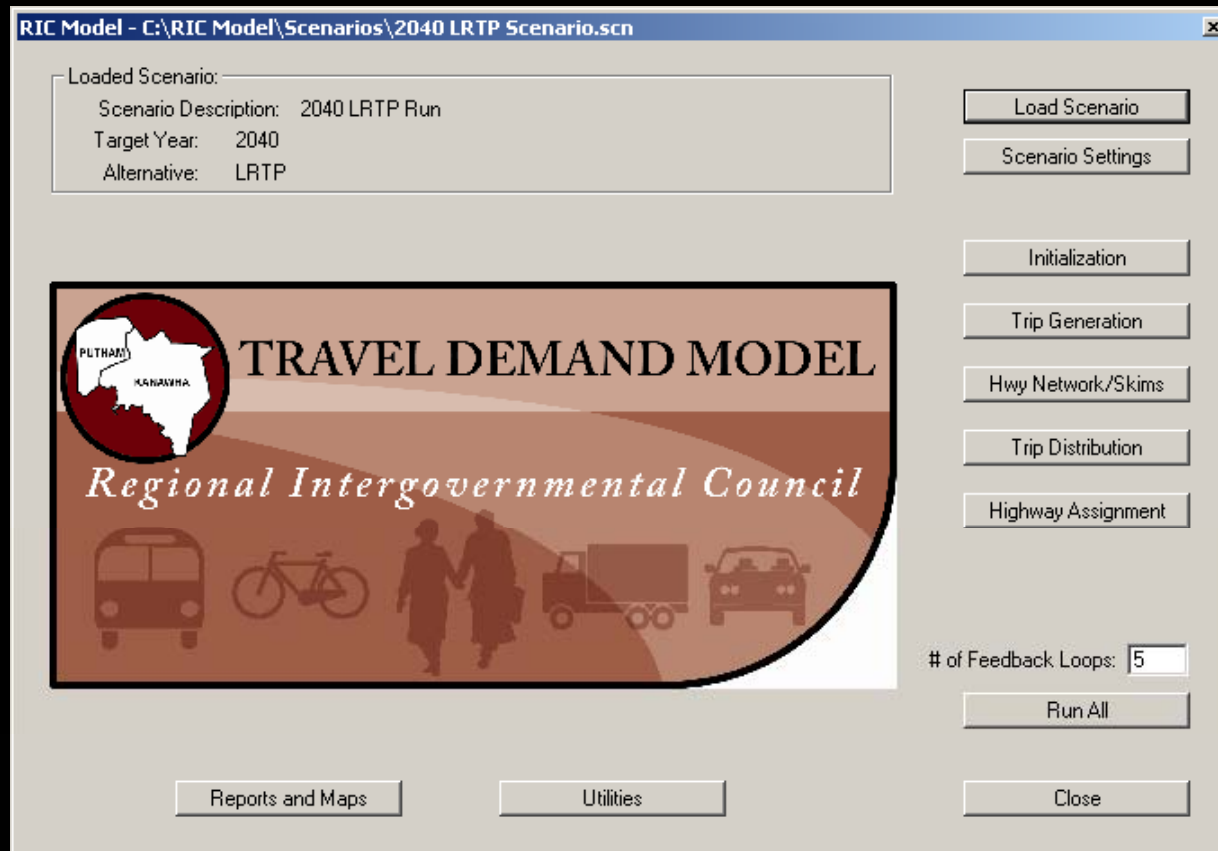 RIC Model - C:\RIC Model\Scenarios\2040 LRTP Scenario.scn
Loaded Scenario:
Scenario Description: 2040 LRTP Run
Target Year: 2040
Alternative: LRTP
Load Scenario
Scenario Settings
Initialization
Trip Generation
Hwy Network/Skims
Trip Distribution
Highway Assignment
PUTNAM
KANAWHA
TRAVEL DEMAND MODEL
Regional Intergovernmental Council
# of Feedback Loops: 5
Run All
Reports and Maps
Utilities
Close